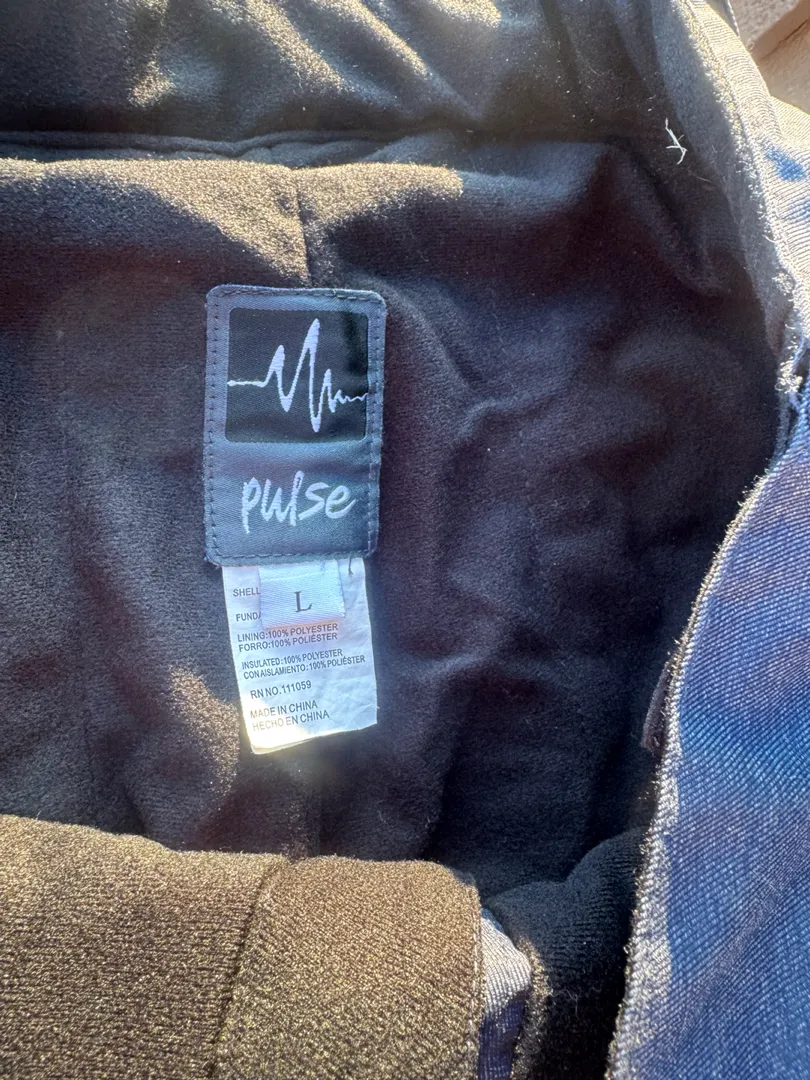 pulse
SHELL
L
FUND
LINING:100% POLYESTER
FORRO:100% POLIÉSTER
INSULATED:100% POLYESTER
CON AISLAMIENTO:100% POLIÉSTER
RN NO.111059
MADE IN CHINA
HECHO EN CHINA